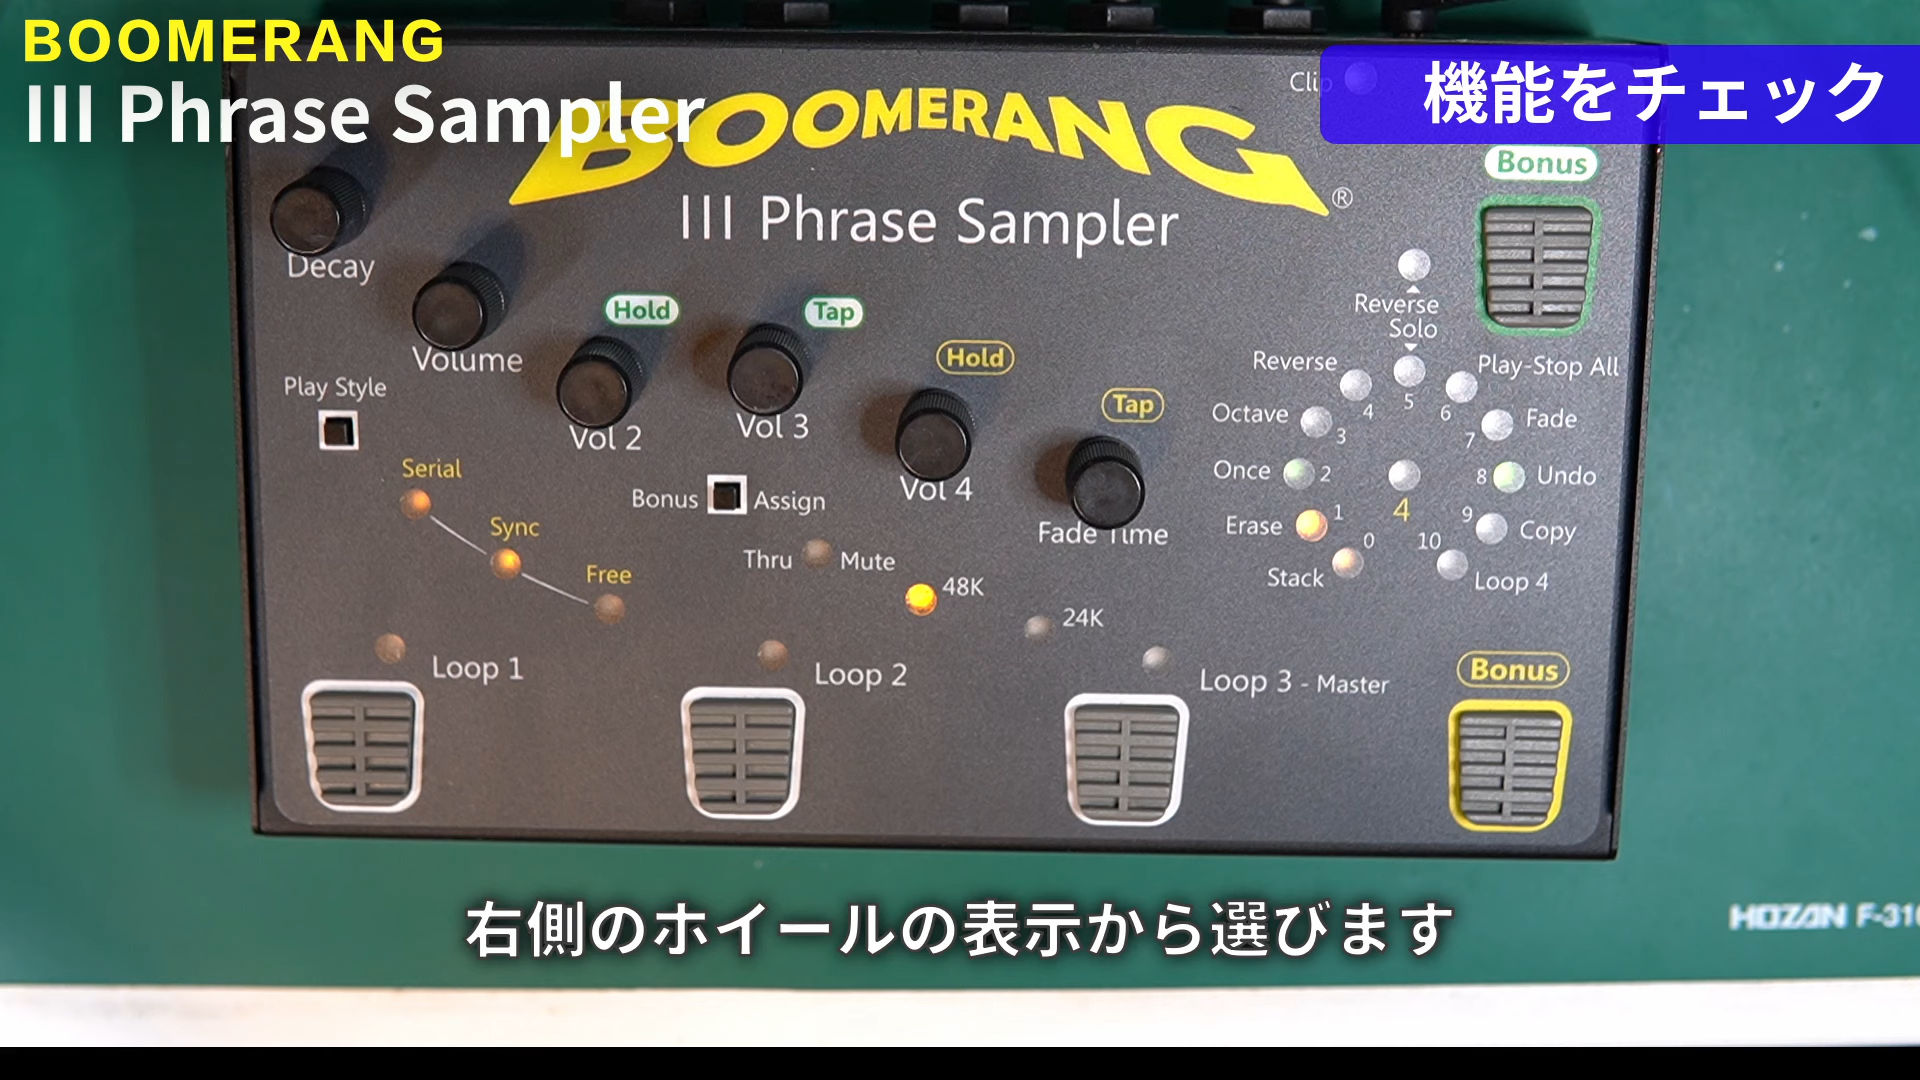 BOOMERANG
III Phrase Sampler
機能をチェック
Clip
BOOMERANG®
III Phrase Sampler
Bonus
Decay
Volume
Hold
Tap
Hold
Tap
Vol 2
Vol 3
Vol 4
Fade Time
Play Style
Serial
Sync
Free
Bonus Assign
Thru Mute
48K
24K
Reverse
Solo
Reverse
4
5
6
Play-Stop All
Octave
3
7
Fade
Once
2
8
Undo
4
Erase
1
9
Copy
Stack
0
10
Loop 4
Loop 1
Loop 2
Loop 3 - Master
Bonus
右側のホイールの表示から選びます
HOZAN F-31